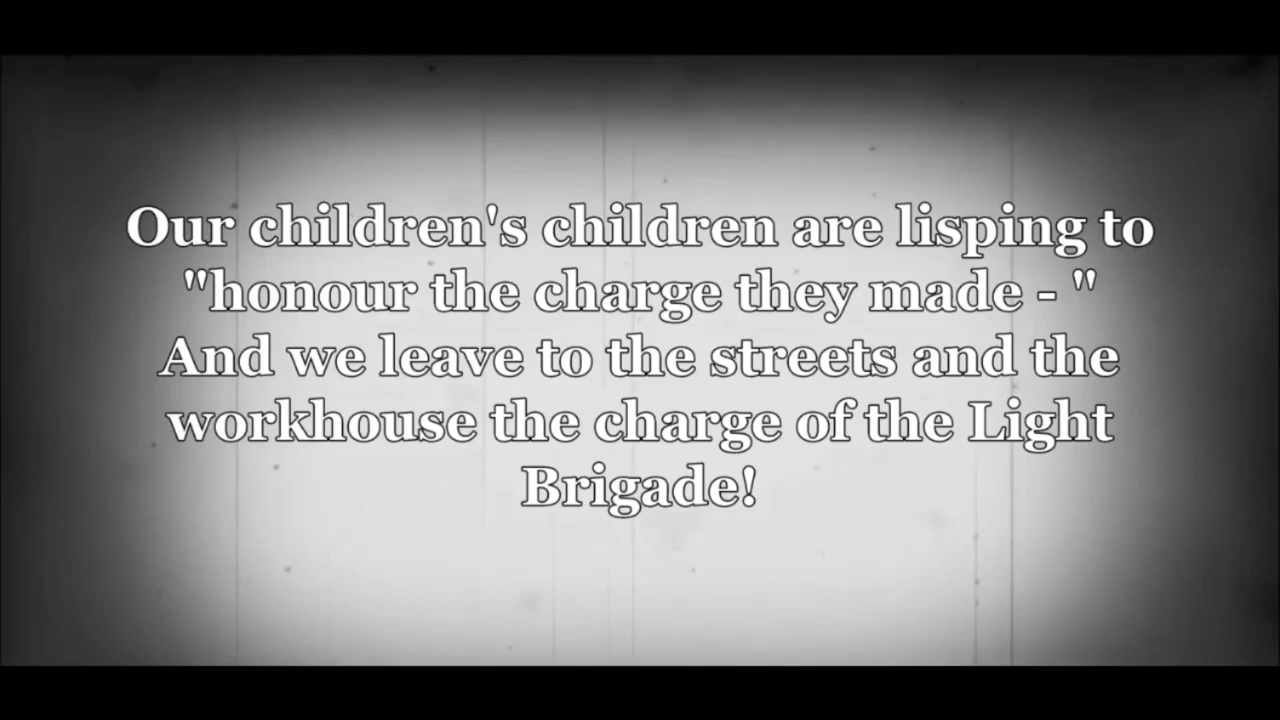 Our children's children are lisping to
"honour the charge they made - "
And we leave to the streets and the
workhouse the charge of the Light
Brigade!